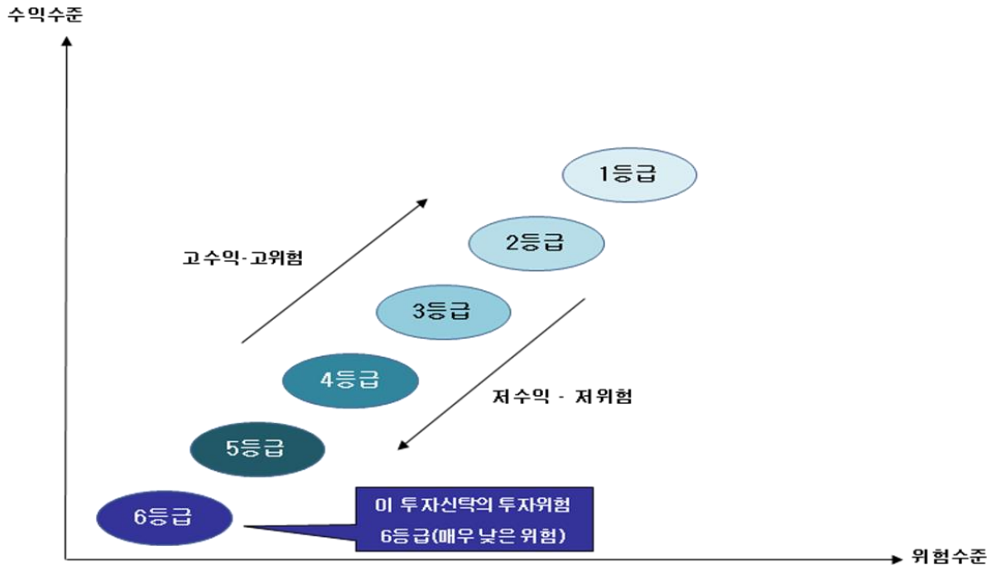 수익수준
1등급
2등급
고수익-고위험
3등급
4등급
저수익 - 저위험
5등급
이 투자신탁의 투자위험
6등급(매우 낮은 위험)
6등급
위험수준